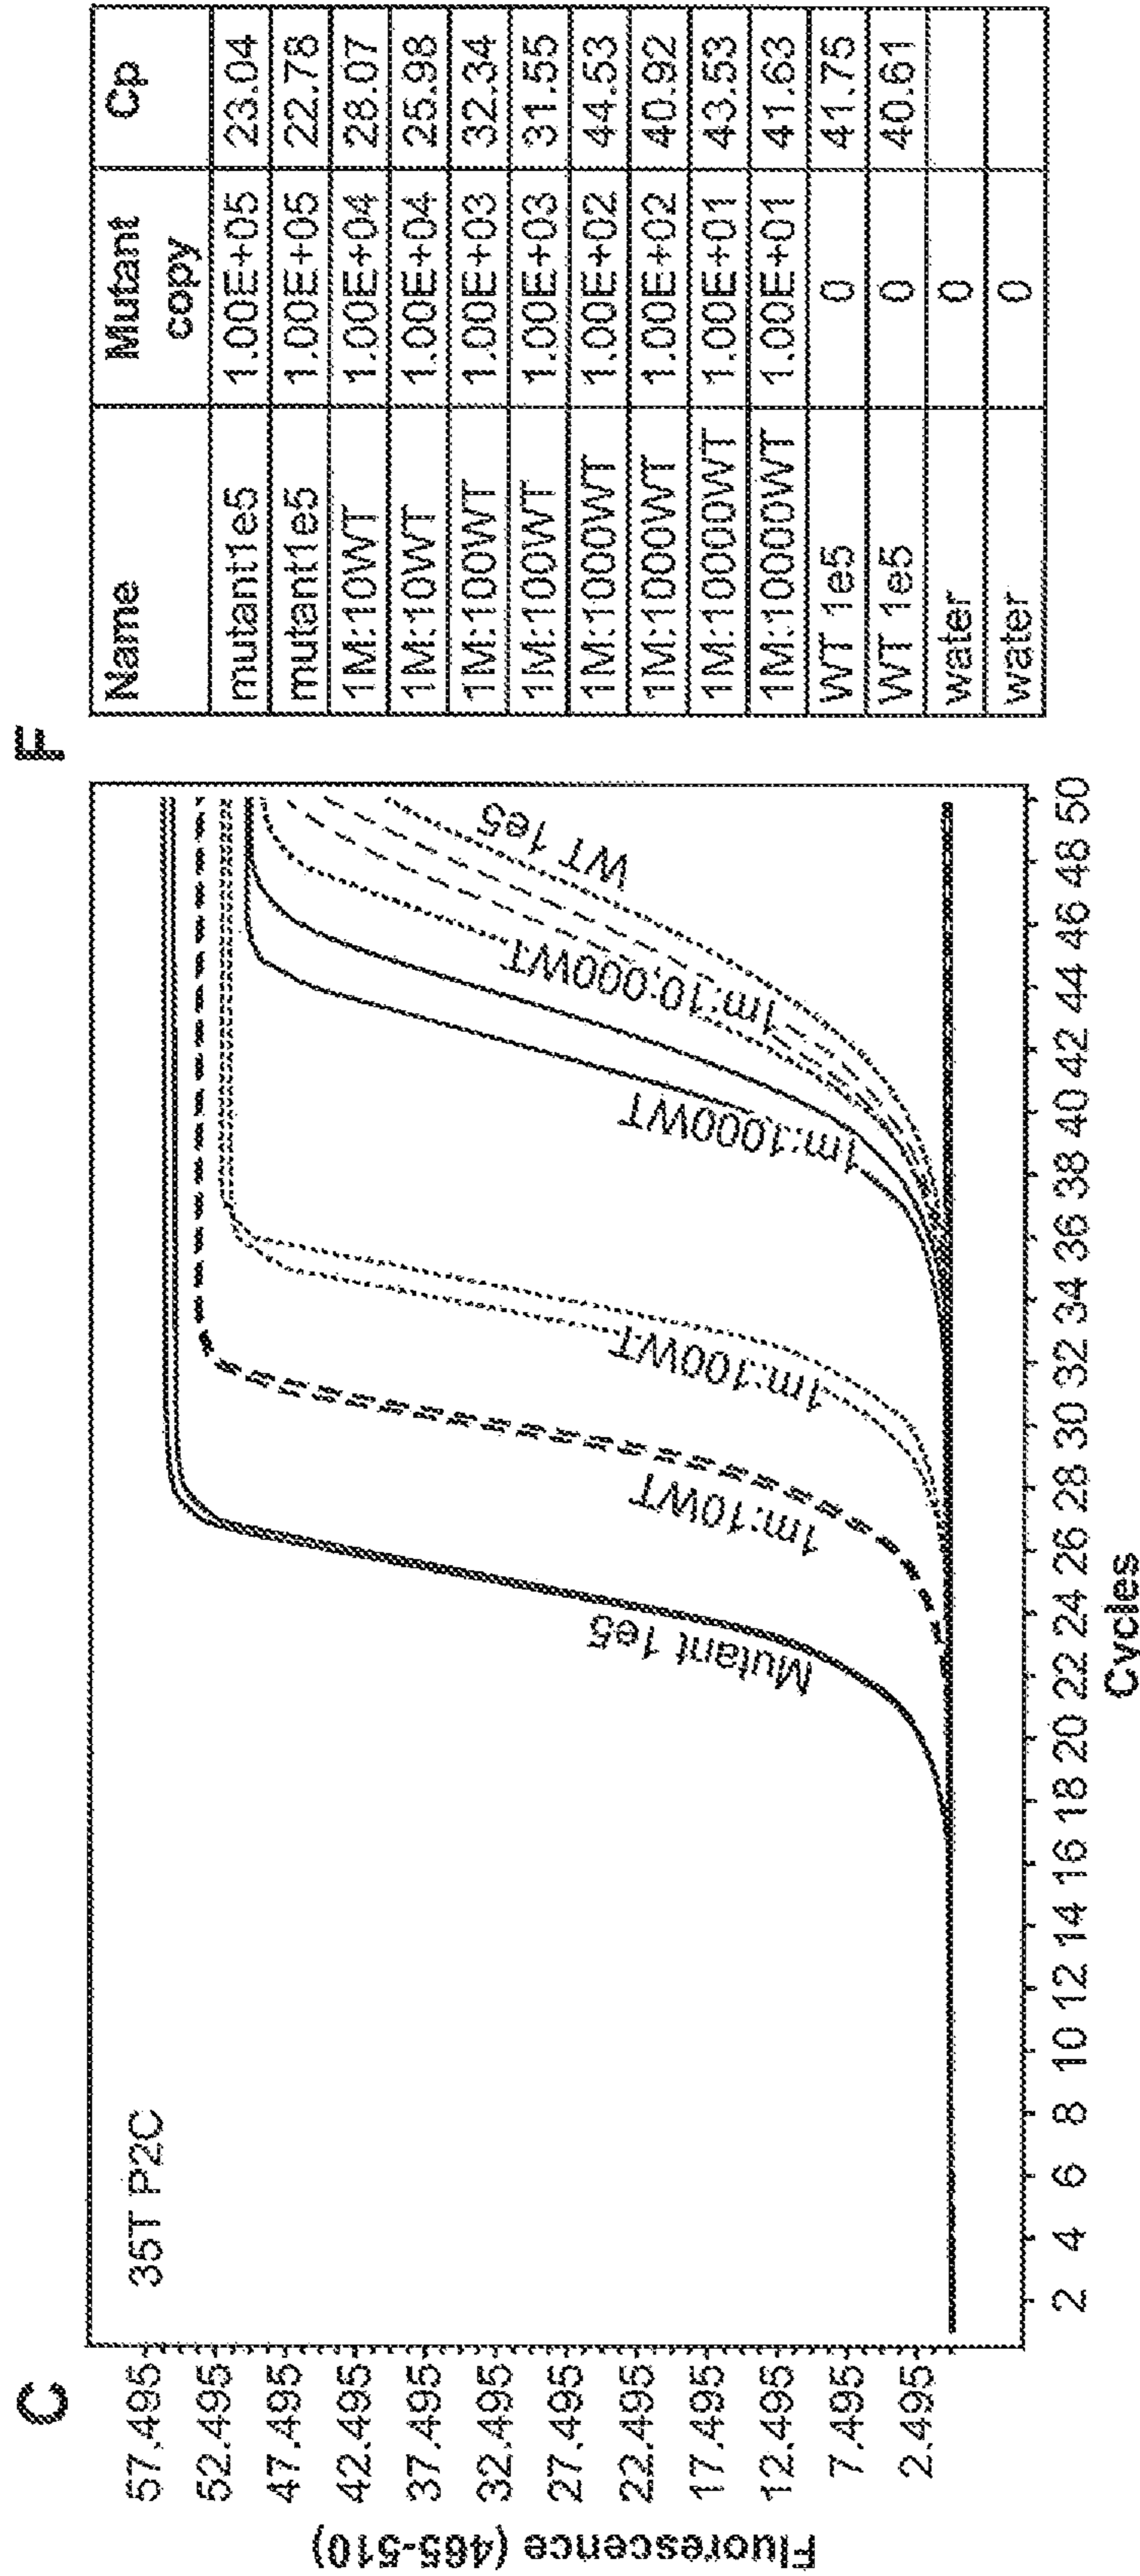 C
35T P2C
57.495
52.495
47.495
42.495
37.495
32.495
27.495
22.495
17.495
12.495
7.495
2.495
Fluorescence (465-510)
Mutant 1e5
1m:10WT
1m:100WT
1m:1000WT
1m:10,000WT
WT 1e5
2 4 6 8 10 12 14 16 18 20 22 24 26 28 30 32 34 36 38 40 42 44 46 48 50
Cycles
F
Name Mutant copy Cp
mutant1e5 1.00E+05 23.04
mutant1e5 1.00E+05 22.78
1M:10WT 1.00E+04 28.07
1M:10WT 1.00E+04 25.98
1M:100WT 1.00E+03 32.34
1M:100WT 1.00E+03 31.55
1M:1000WT 1.00E+02 44.53
1M:1000WT 1.00E+02 40.92
1M:10000WT 1.00E+01 43.53
1M:10000WT 1.00E+01 41.63
WT 1e5 0 41.75
WT 1e5 0 40.61
water 0
water 0